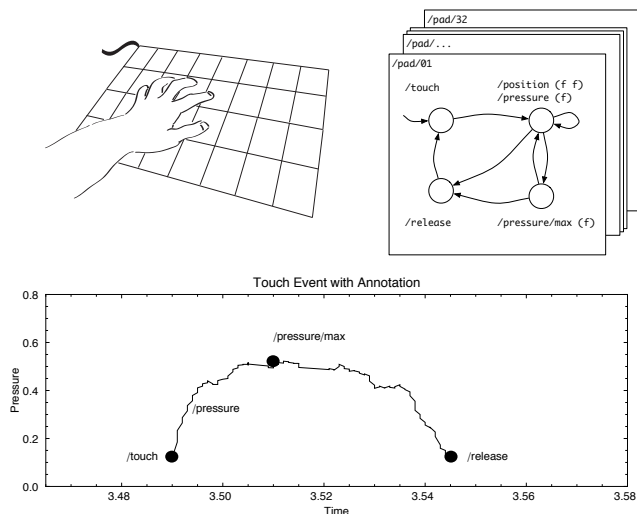 /pad/32
/pad/...
/pad/01
/touch
/position (f f)
/pressure (f)
/release
/pressure/max (f)
Touch Event with Annotation
0.8
0.6
0.4
0.2
0.0
Pressure
/pressure/max
/pressure
/touch
/release
3.48
3.50
3.52
3.54
3.56
3.58
Time